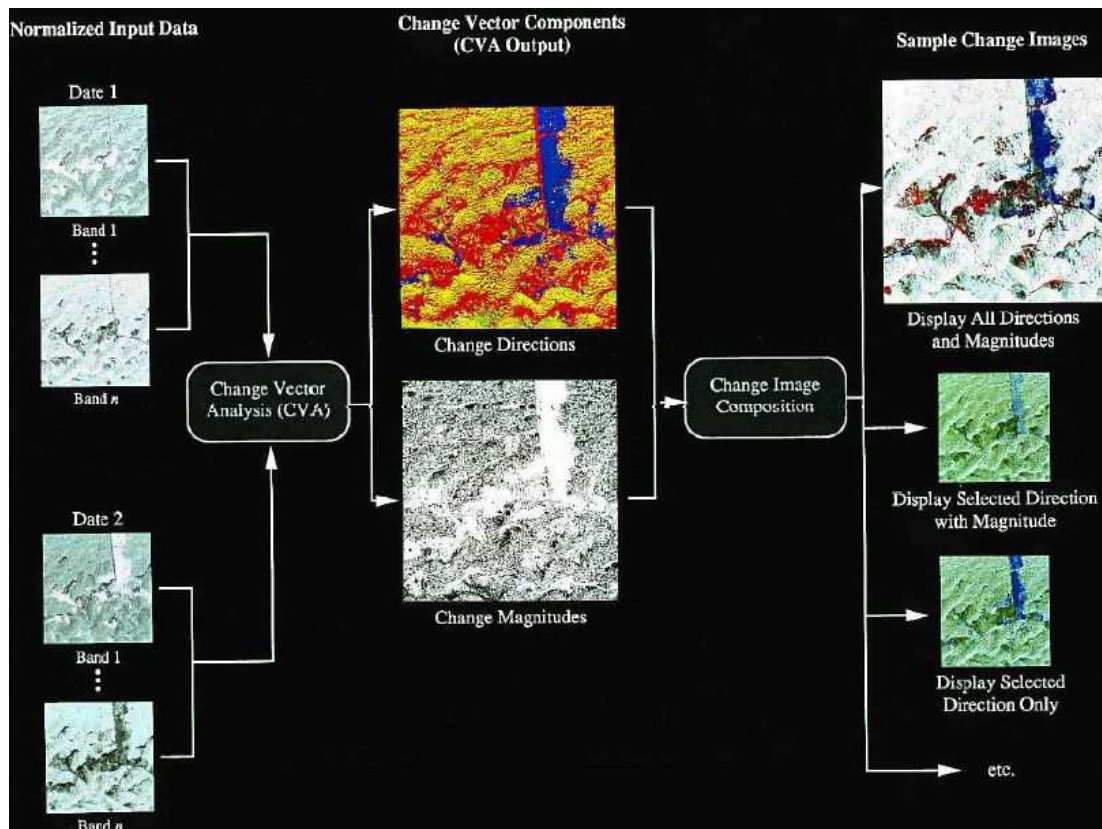 Normalized Input Data
Date 1
Band 1
Band n
Date 2
Band 1
Band n
Change Vector
Analysis (CVA)
Change Vector Components
(CVA Output)
Change Directions
Change Magnitudes
Change Image
Composition
Sample Change Images
Display All Directions
and Magnitudes
Display Selected Direction
with Magnitude
Display Selected
Direction Only
etc.